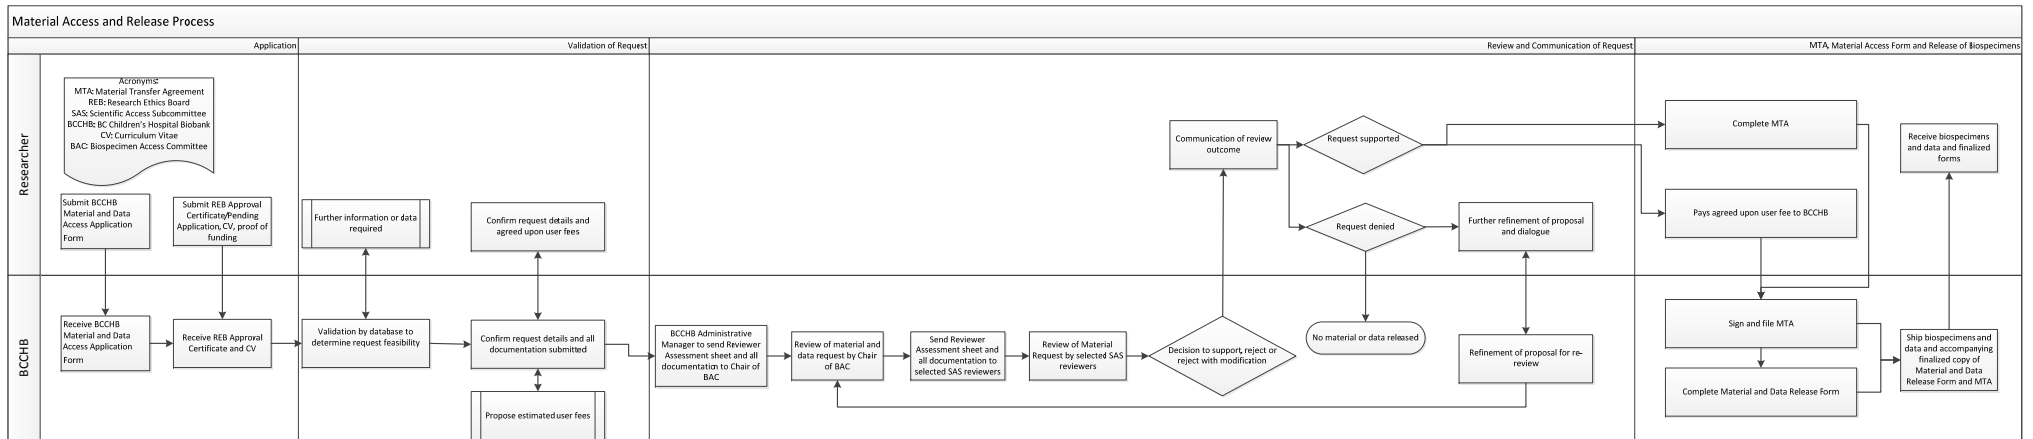 Material Access and Release Process
Application
Validation of Request
Review and Communication of Request
MTA, Material Access Form and Release of Biospecimens
Researcher
Acronyms:
MTA: Material Transfer Agreement
REB: Research Ethics Board
SAS: Scientific Access Subcommittee
BCCHB: BC Children's Hospital Biobank
CV: Curriculum Vitae
BAC: Biospecimen Access Committee
Submit BCCHB
Material and Data
Access Application
Form
Submit REB Approval
Certificate/Pending
Application, CV, proof of
funding
Further information or data
required
Confirm request details and
agreed upon user fees
Communication of review
outcome
Request supported
Request denied
Further refinement of proposal
and dialogue
Complete MTA
Pays agreed upon user fee to BCCHB
Receive biospecimens
and data and finalized
forms
BCCHB
Receive BCCHB
Material and Data
Access Application
Form
Receive REB Approval
Certificate and CV
Validation by database to
determine request feasibility
Confirm request details and all
documentation submitted
Propose estimated user fees
BCCHB Administrative
Manager to send Reviewer
Assessment sheet and all
documentation to Chair of
BAC
Review of material and
data request by Chair
of BAC
Send Reviewer
Assessment sheet and
all documentation to
selected SAS reviewers
Review of Material
Request by selected SAS
reviewers
Decision to support, reject or
reject with modification
No material or data released
Refinement of proposal for re-
review
Sign and file MTA
Complete Material and Data Release Form
Ship biospecimens and
data and accompanying
finalized copy of
Material and Data
Release Form and MTA